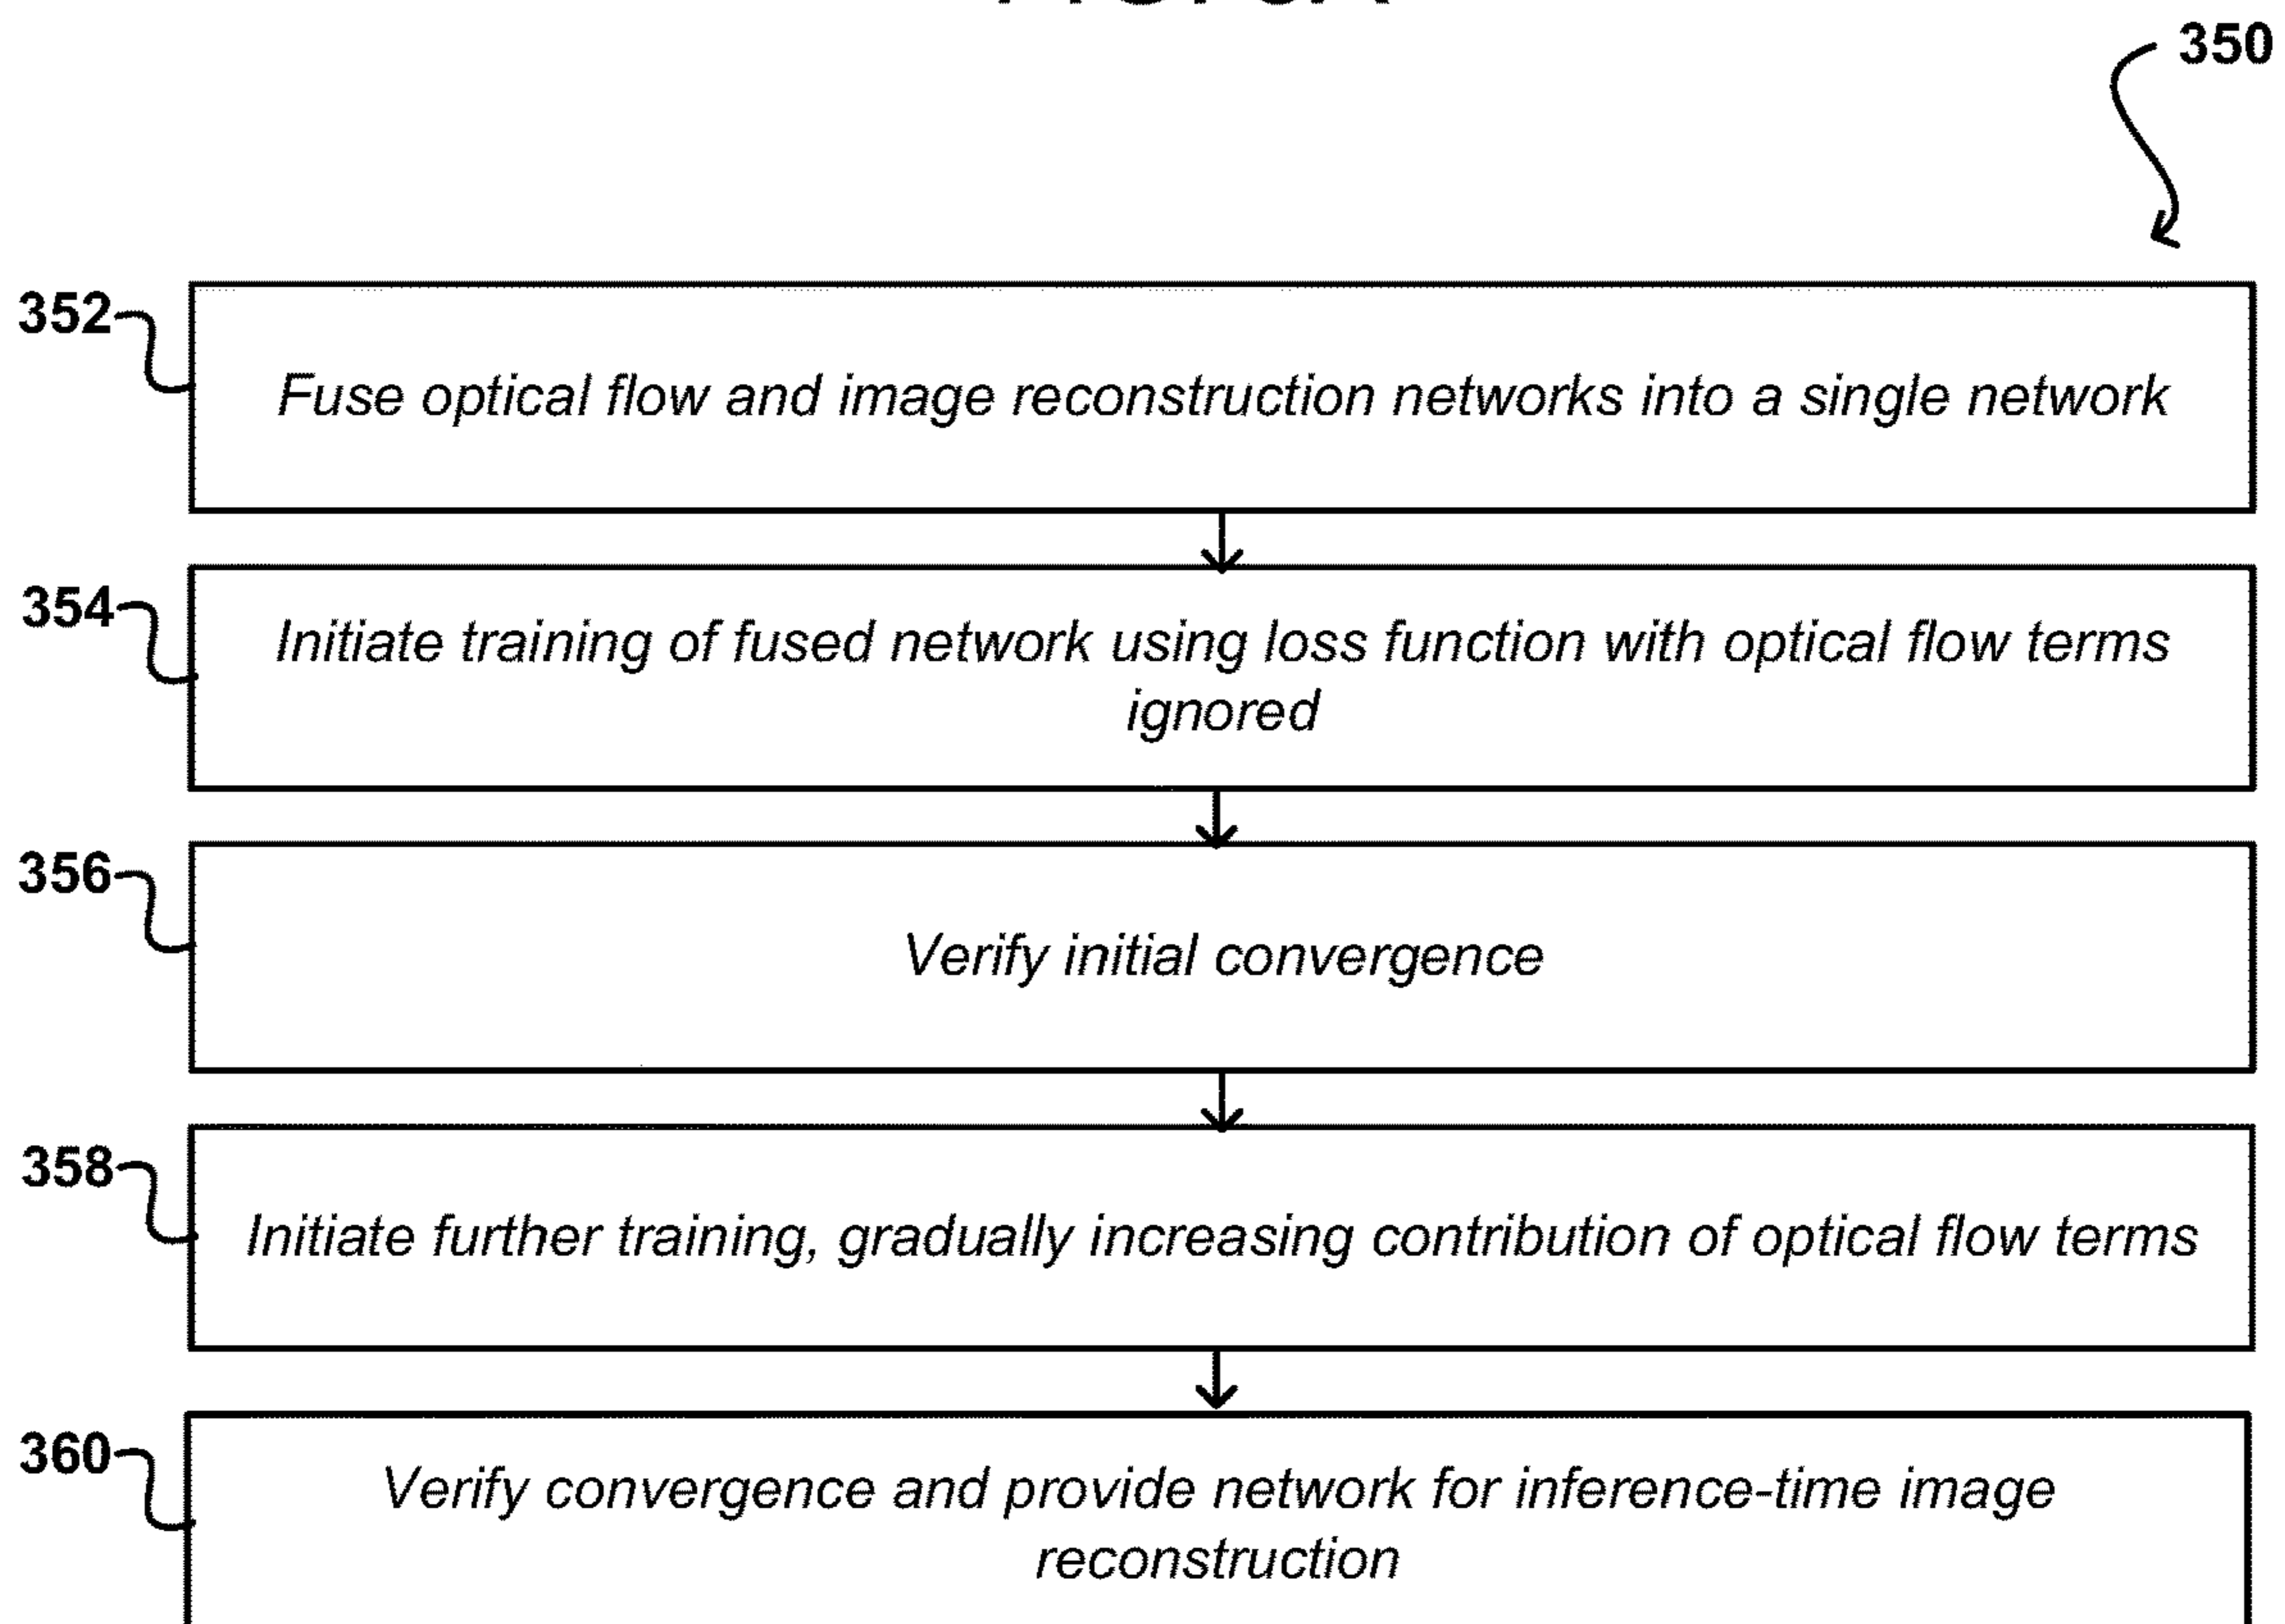 350
352
Fuse optical flow and image reconstruction networks into a single network
354
Initiate training of fused network using loss function with optical flow terms
ignored
356
Verify initial convergence
358
Initiate further training, gradually increasing contribution of optical flow terms
360
Verify convergence and provide network for inference-time image
reconstruction